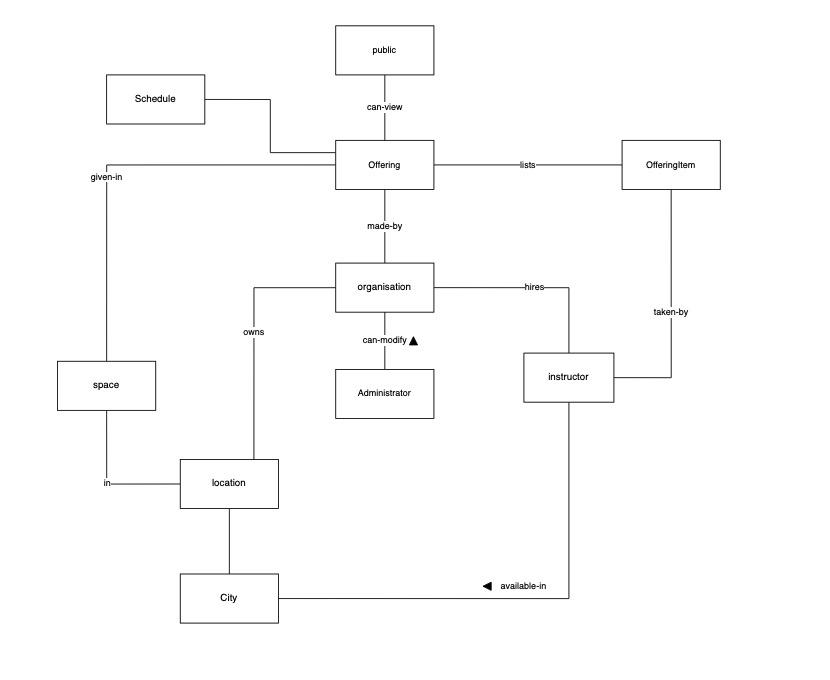 public
Schedule
can-view
Offering
lists
OfferingItem
given-in
made-by
organisation
hires
taken-by
owns
can-modify
instructor
space
Administrator
in
location
available-in
City